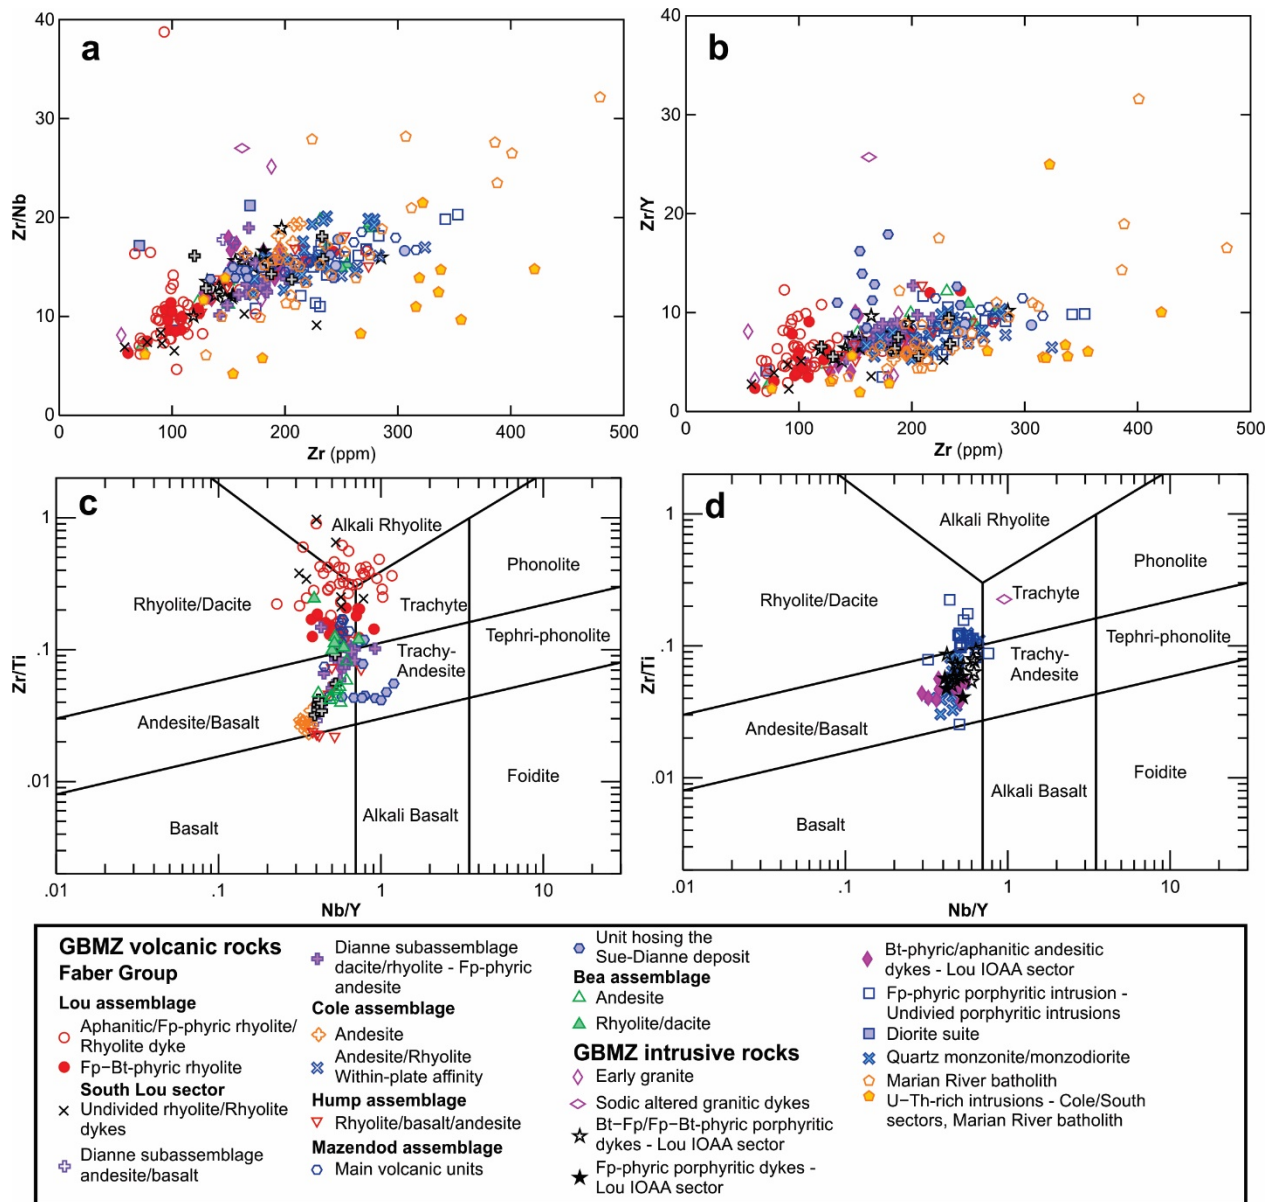 a
40
30
20
10
0
Zr/Nb
0 100 200 300 400 500
Zr (ppm)
b
40
30
20
10
0
Zr/Y
0 100 200 300 400 500
Zr (ppm)
c
1
.1
.01
Zr/Ti
Alkali Rhyolite
Phonolite
Rhyolite/Dacite
Trachyte
Tephri-phonolite
Trachy-
Andesite
Andesite/Basalt
Foidite
Alkali Basalt
Basalt
.01 .1 1 10
Nb/Y
d
1
.1
.01
Zr/Ti
Alkali Rhyolite
Phonolite
Trachyte
Rhyolite/Dacite
Tephri-phonolite
Trachy-
Andesite
Andesite/Basalt
Foidite
Alkali Basalt
Basalt
.01 .1 1 10
Nb/Y
GBMZ volcanic rocks
Faber Group
Lou assemblage
Aphanitic/Fp-phyric rhyolite/
Rhyolite dyke
Fp−Bt-phyric rhyolite
South Lou sector
Undivided rhyolite/Rhyolite
dykes
Dianne subassemblage
andesite/basalt
Dianne subassemblage
dacite/rhyolite - Fp-phyric
andesite
Cole assemblage
Andesite
Andesite/Rhyolite
Within-plate affinity
Hump assemblage
Rhyolite/basalt/andesite
Mazendod assemblage
Main volcanic units
Unit hosing the
Sue-Dianne deposit
Bea assemblage
Andesite
Rhyolite/dacite
GBMZ intrusive rocks
Early granite
Sodic altered granitic dykes
Bt−Fp/Fp−Bt-phyric porphyritic
dykes - Lou IOAA sector
Fp-phyric porphyritic dykes -
Lou IOAA sector
Bt-phyric/aphanitic andesitic
dykes - Lou IOAA sector
Fp-phyric porphyritic intrusion -
Undivied porphyritic intrusions
Diorite suite
Quartz monzonite/monzodiorite
Marian River batholith
U−Th-rich intrusions - Cole/South
sectors, Marian River batholith